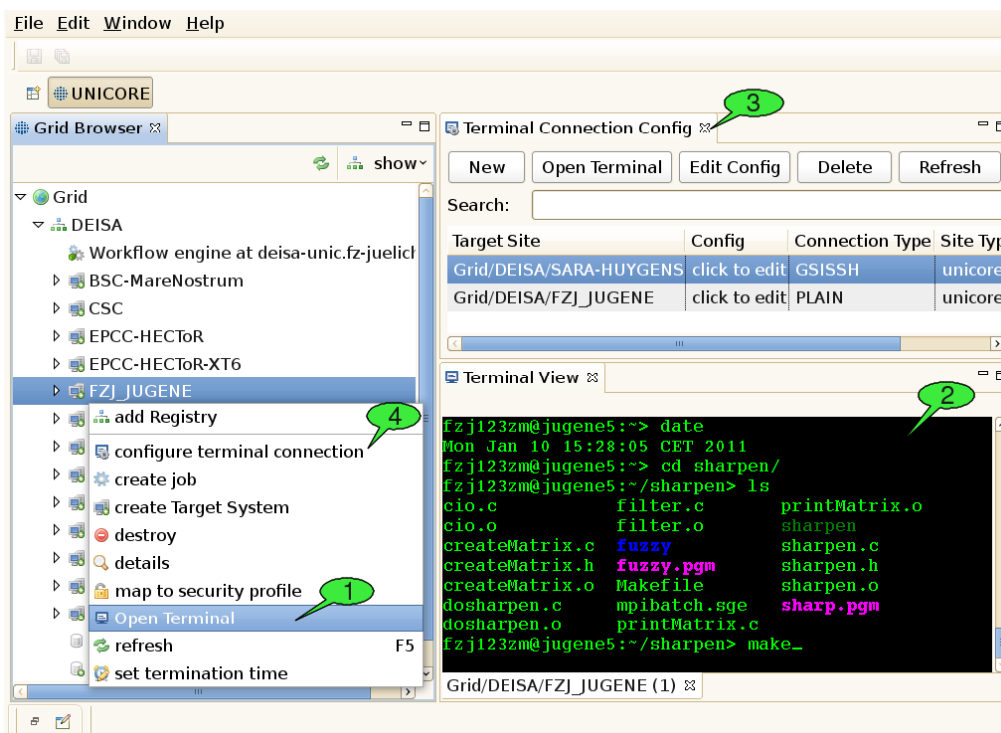 File Edit Window Help
UNICORE
Grid Browser
show
Grid
DEISA
Workflow engine at deisa-unic.fz-juelich
BSC-MareNostrum
CSC
EPCC-HECToR
EPCC-HECToR-XT6
FZJ_JUGENE
add Registry
4
configure terminal connection
create job
create Target System
destroy
details
map to security profile
1
Open Terminal
refresh F5
set termination time
3
Terminal Connection Config
New Open Terminal Edit Config Delete Refresh
Search:
Target Site Config Connection Type Site Typ
Grid/DEISA/SARA-HUYGENS click to edit GSISSH unicore
Grid/DEISA/FZJ_JUGENE click to edit PLAIN unicore
Terminal View
2
fzj123zm@jugene5:~> date
Mon Jan 10 15:28:05 CET 2011
fzj123zm@jugene5:~> cd sharpen/
fzj123zm@jugene5:~/sharpen> ls
cio.c filter.c printMatrix.o
cio.o filter.o sharpen
createMatrix.c fuzzy sharpen.c
createMatrix.h fuzzy.pgm sharpen.h
createMatrix.o Makefile sharpen.o
dosharpen.c mpibatch.sge sharp.pgm
dosharpen.o printMatrix.c
fzj123zm@jugene5:~/sharpen> make_
Grid/DEISA/FZJ_JUGENE (1)